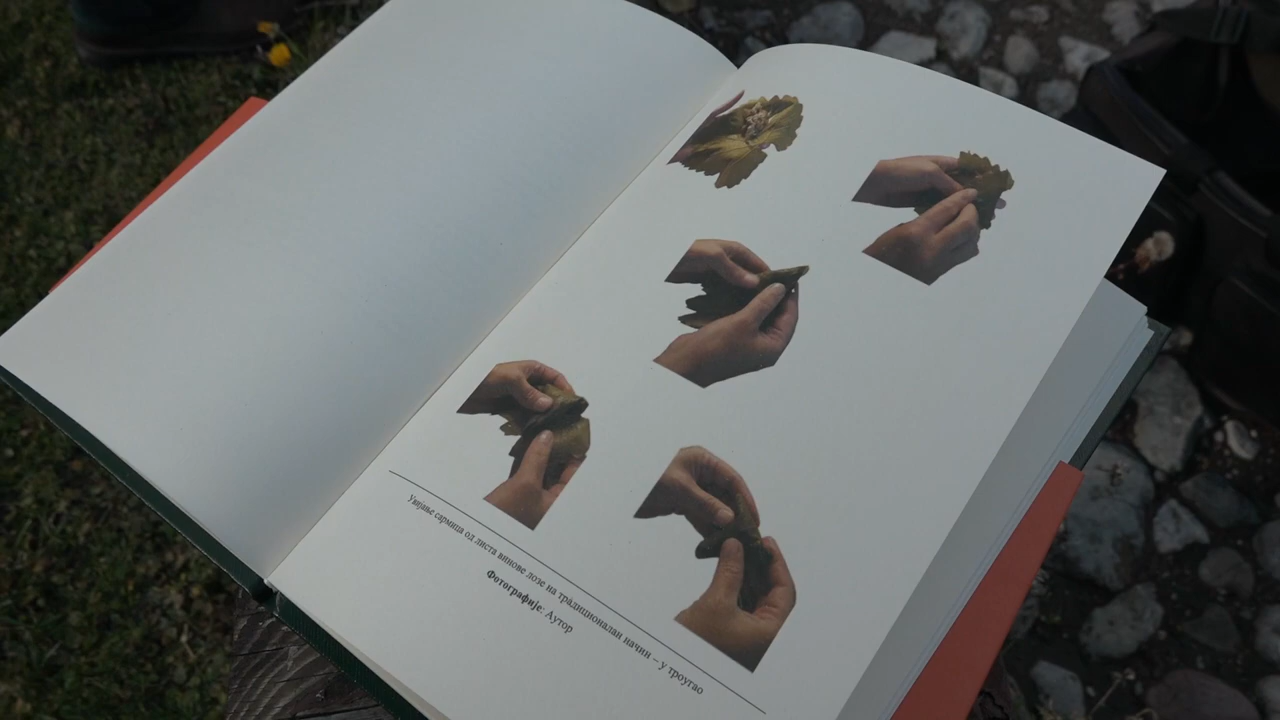 Увијање сармица од листа винове лозе на традиционалан начин – у троугао
Фотографије: Аутор